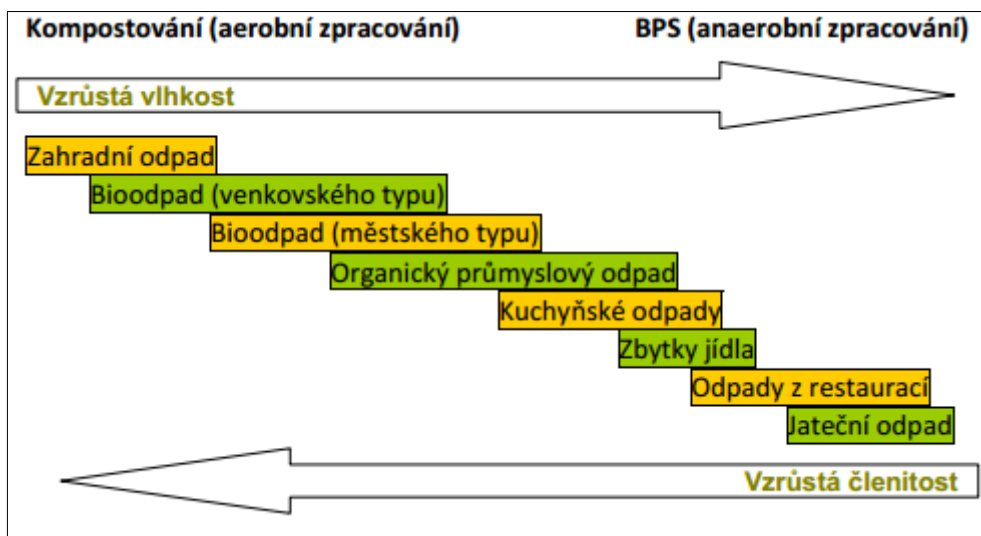 Kompostování (aerobní zpracování) BPS (anaerobní zpracování)
Vzrůstá vlhkost
Zahradní odpad
Bioodpad (venkovského typu)
Bioodpad (městského typu)
Organický průmyslový odpad
Kuchyňské odpady
Zbytky jídla
Odpady z restaurací
Jateční odpad
Vzrůstá členitost